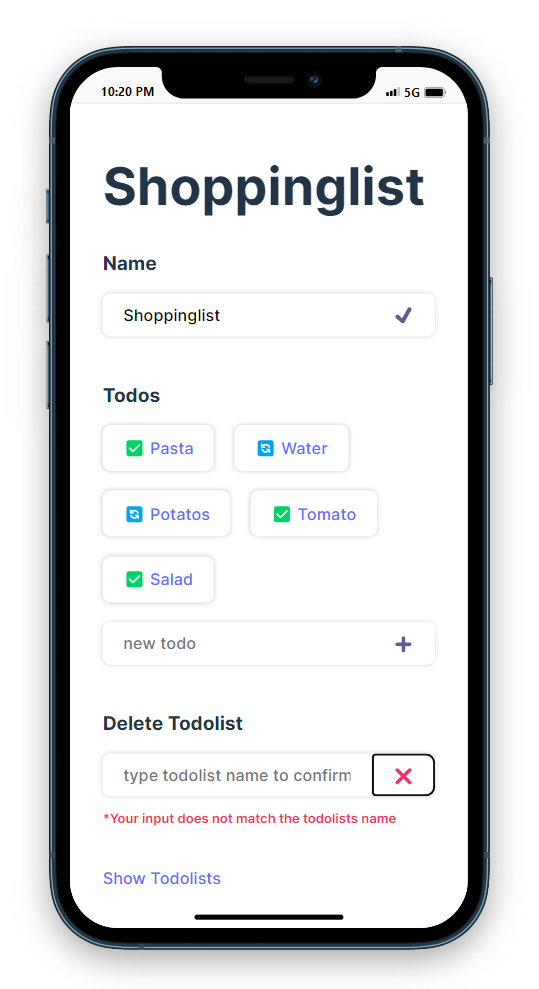 10:20 PM 5G
Shoppinglist
Name
Shoppinglist
Todos
Pasta Water
Potatos Tomato
Salad
new todo
Delete Todolist
type todolist name to confirm
*Your input does not match the todolists name
Show Todolists